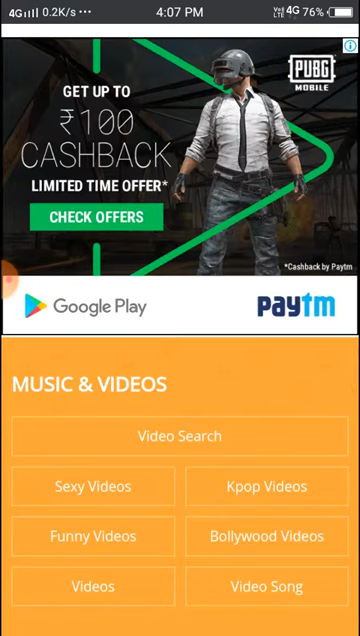 4G 0.2K/s ••• 4:07 PM VoD LTE 4G 76%
PUBG
MOBILE
GET UP TO
₹100
CASHBACK
LIMITED TIME OFFER*
CHECK OFFERS
*Cashback by Paytm
Google Play paytm
MUSIC & VIDEOS
Video Search
Sexy Videos Kpop Videos
Funny Videos Bollywood Videos
Videos Video Song